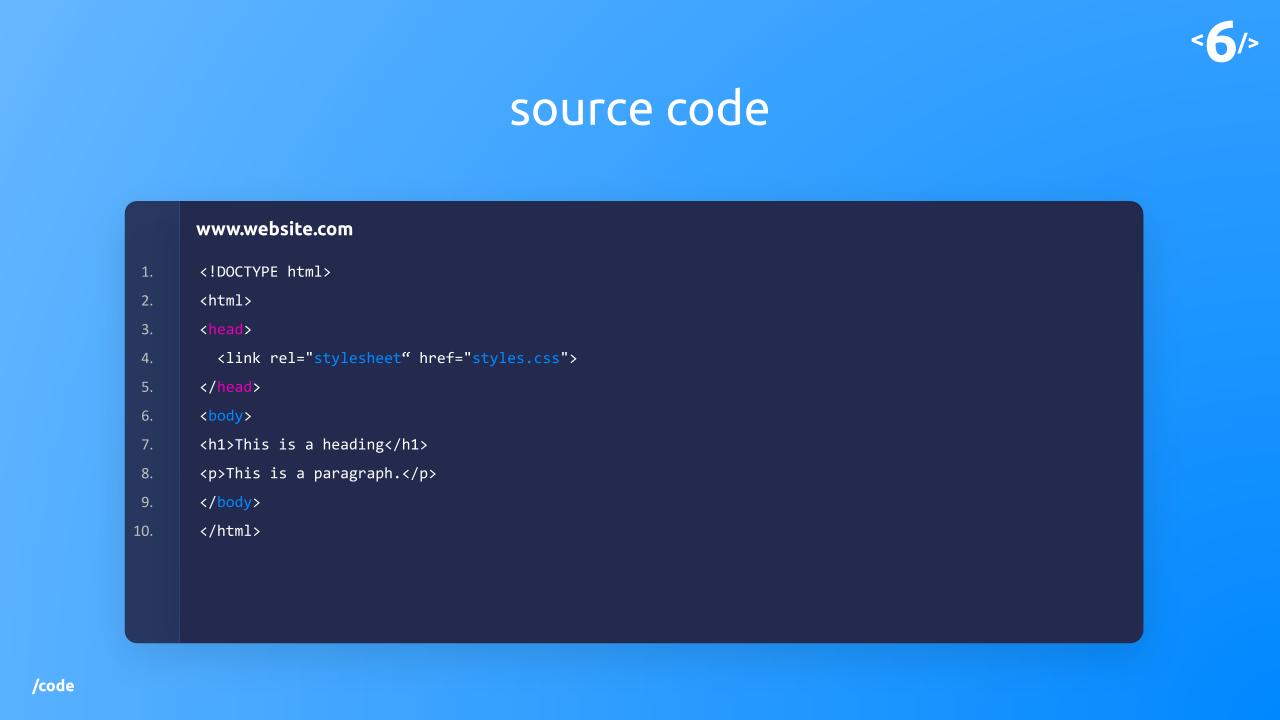 <6/>
source code
www.website.com
1. <!DOCTYPE html>
2. <html>
3. <head>
4.   <link rel="stylesheet“ href="styles.css">
5. </head>
6. <body>
7. <h1>This is a heading</h1>
8. <p>This is a paragraph.</p>
9. </body>
10. </html>
/code